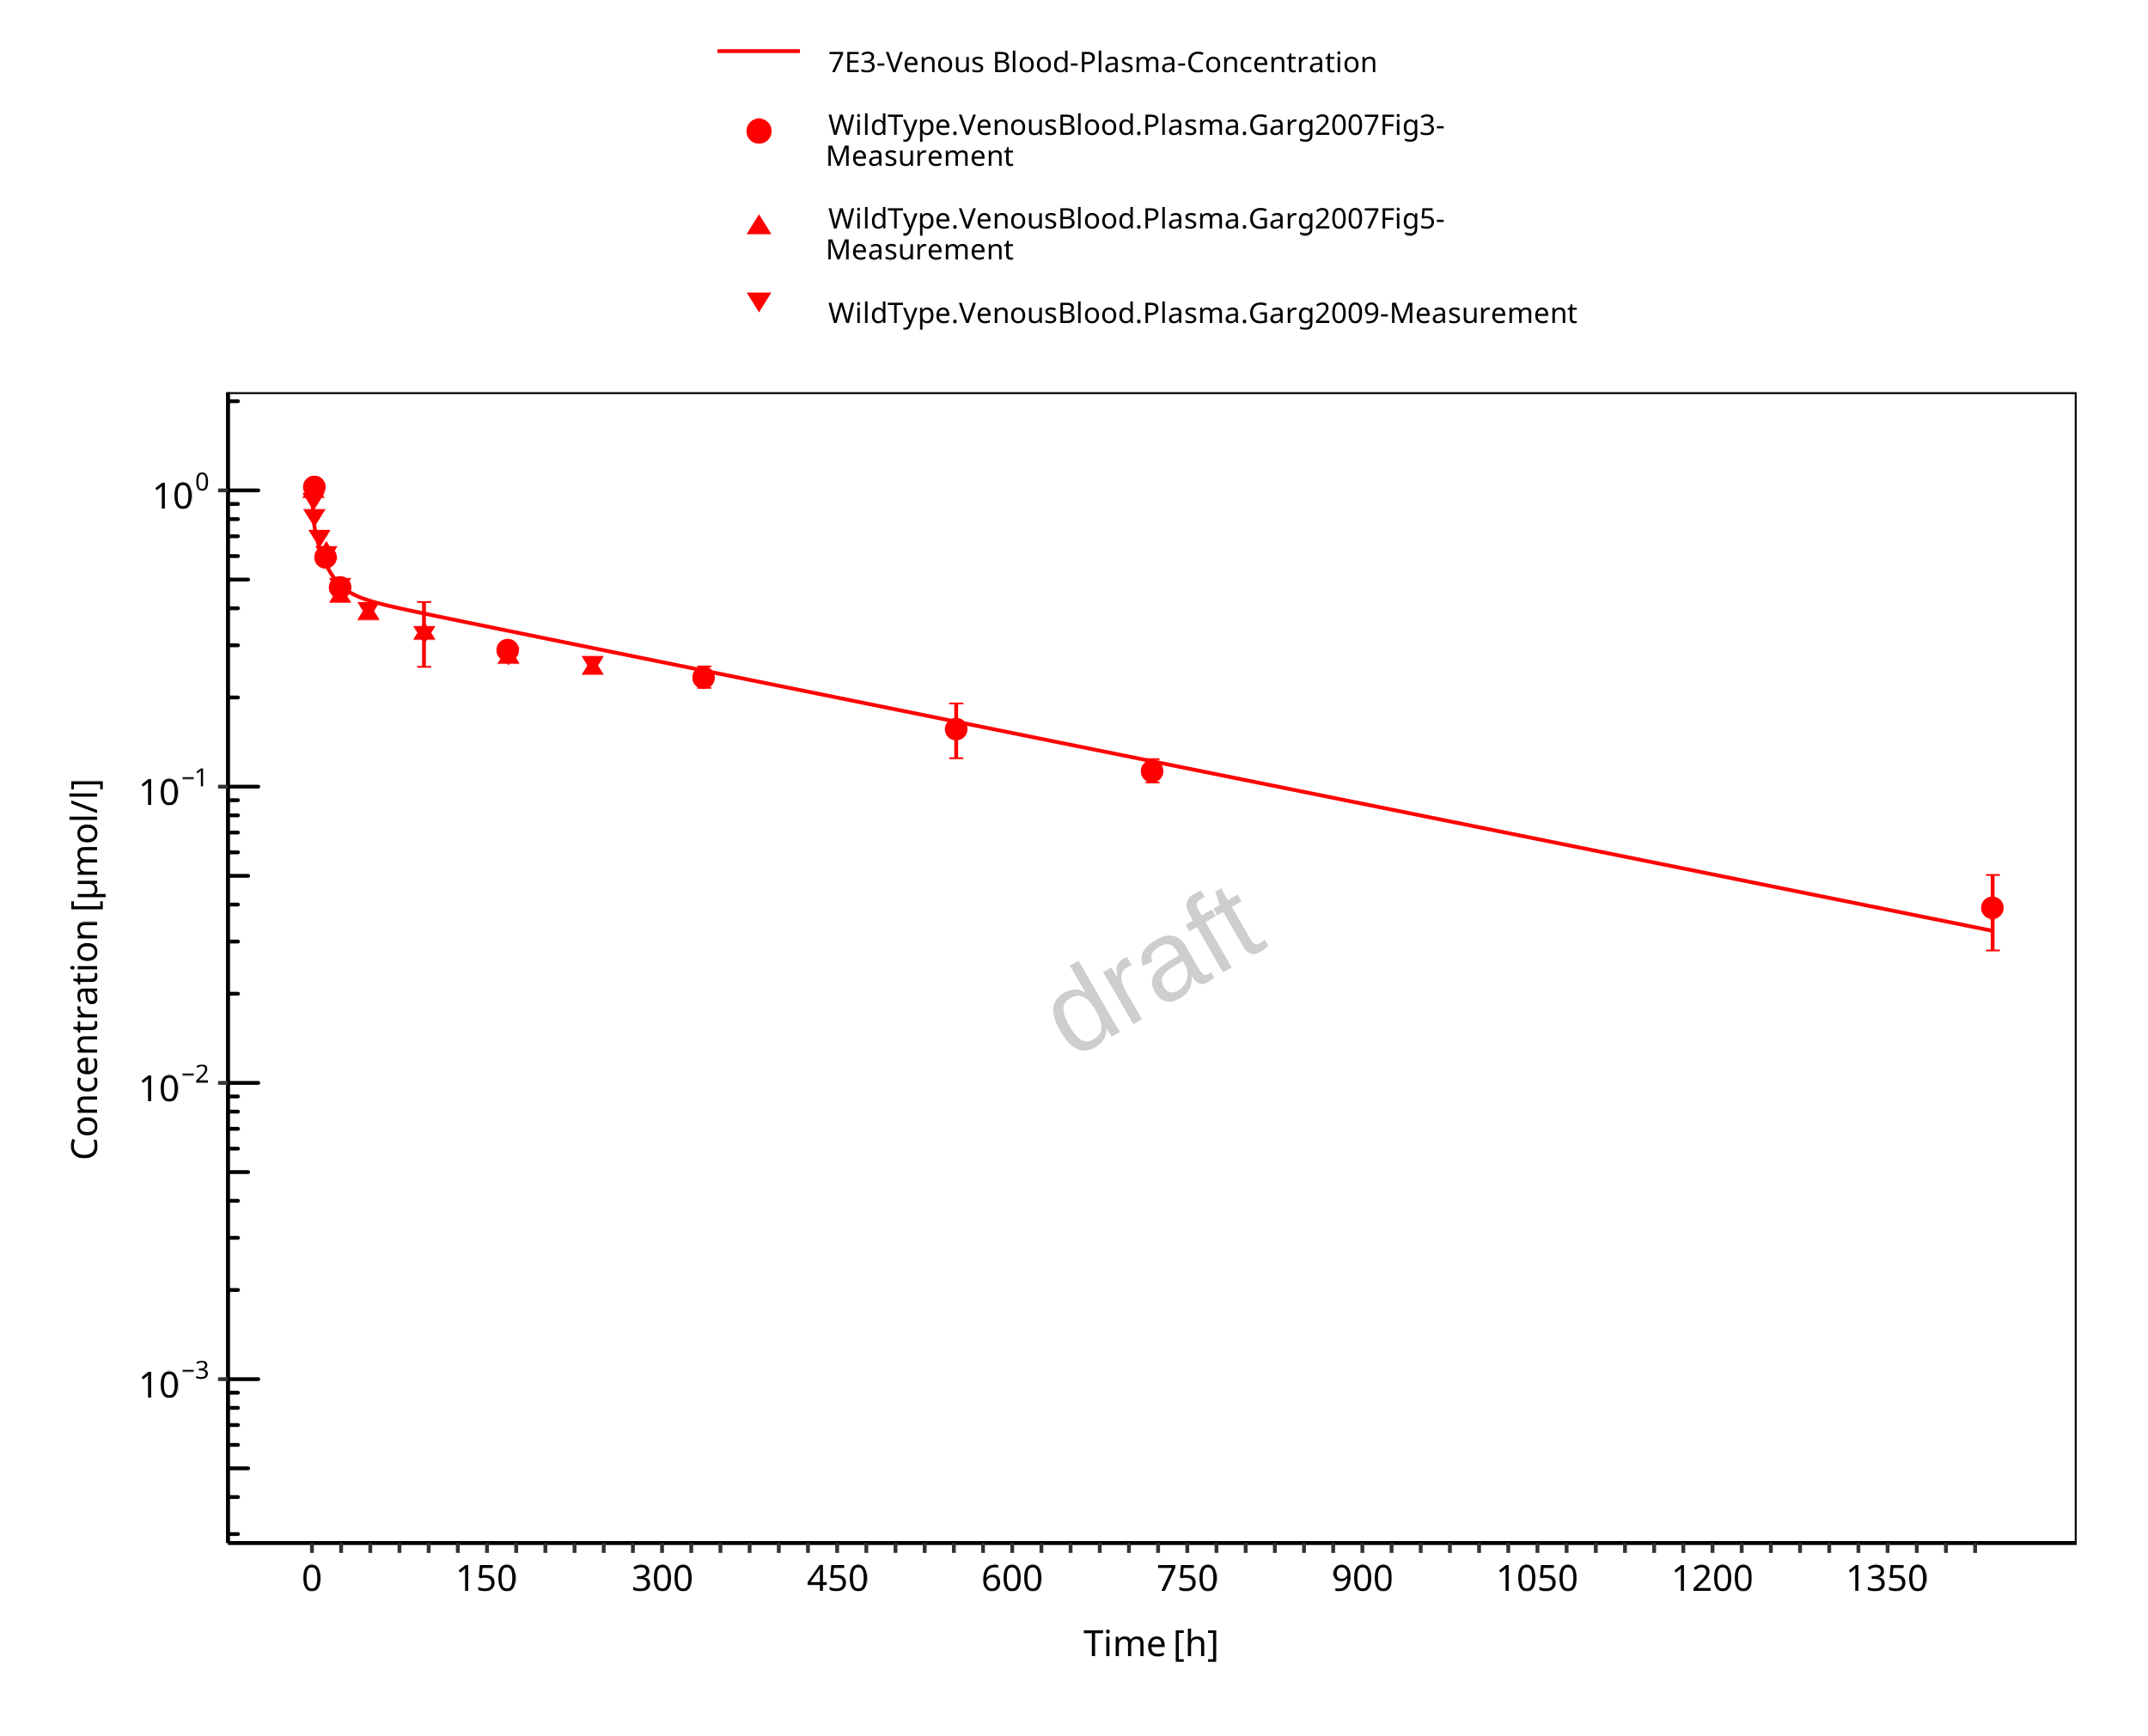 7E3-Venous Blood-Plasma-Concentration
WildType.VenousBlood.Plasma.Garg2007Fig3-
Measurement
WildType.VenousBlood.Plasma.Garg2007Fig5-
Measurement
WildType.VenousBlood.Plasma.Garg2009-Measurement
10⁰
10⁻¹
10⁻²
10⁻³
Concentration [µmol/l]
draft
0 150 300 450 600 750 900 1050 1200 1350
Time [h]